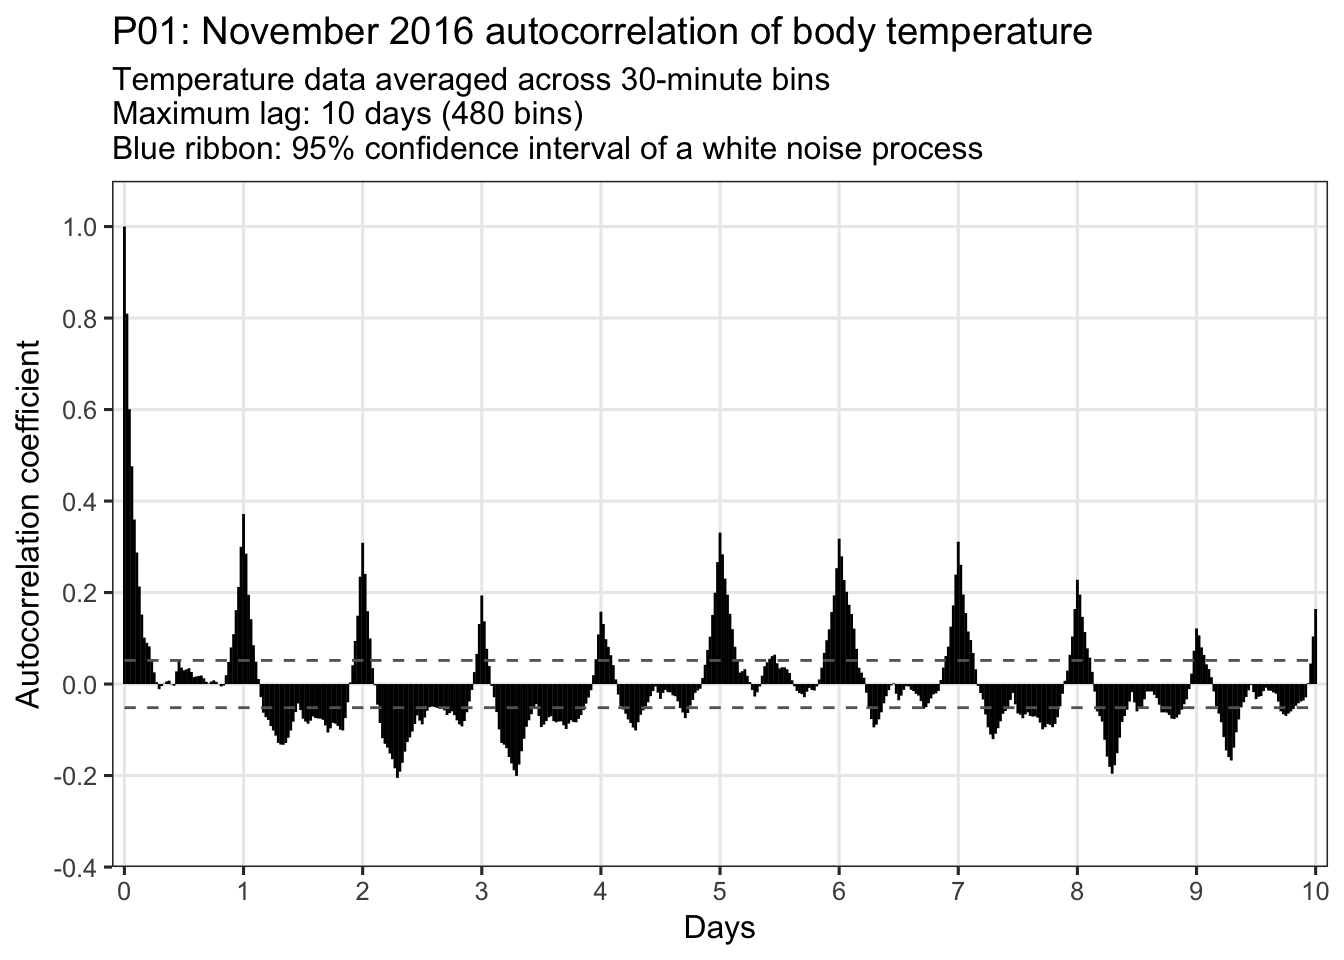 P01: November 2016 autocorrelation of body temperature
Temperature data averaged across 30-minute bins
Maximum lag: 10 days (480 bins)
Blue ribbon: 95% confidence interval of a white noise process
Autocorrelation coefficient
1.0
0.8
0.6
0.4
0.2
0.0
-0.2
-0.4
0 1 2 3 4 5 6 7 8 9 10
Days